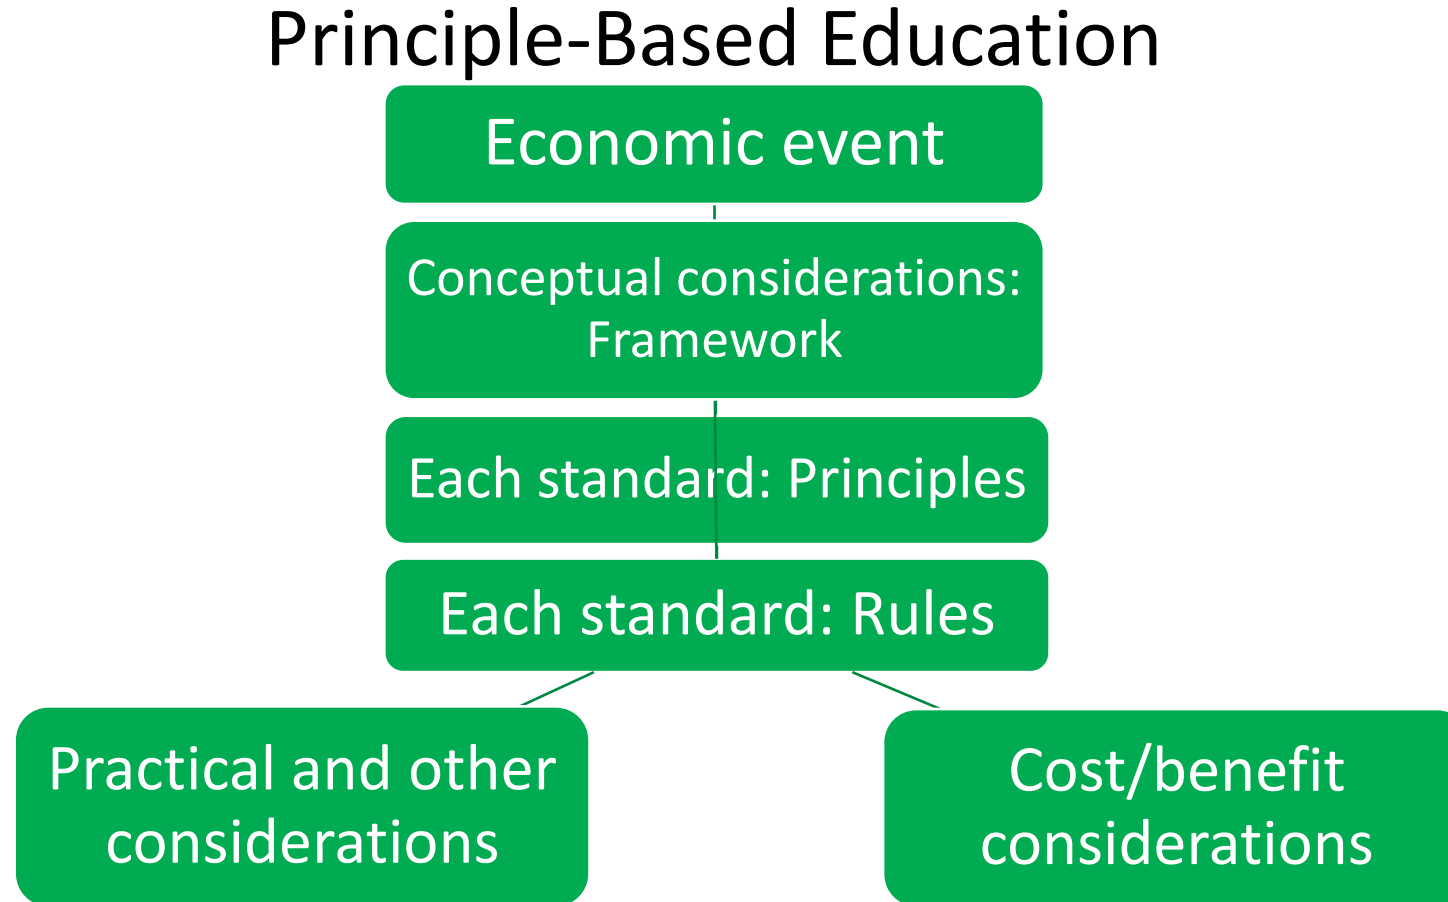 Principle-Based Education
Economic event
Conceptual considerations:
Framework
Each standard: Principles
Each standard: Rules
Practical and other
considerations
Cost/benefit
considerations